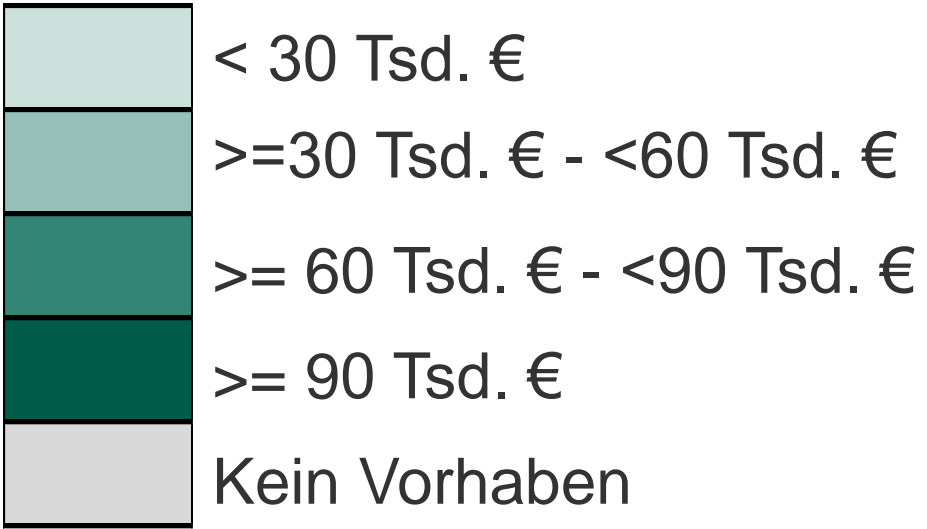 < 30 Tsd. €
>=30 Tsd. € - <60 Tsd. €
>= 60 Tsd. € - <90 Tsd. €
>= 90 Tsd. €
Kein Vorhaben